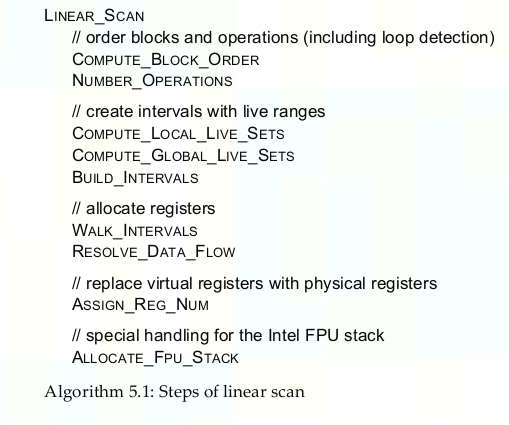 LINEAR_SCAN
// order blocks and operations (including loop detection)
COMPUTE_BLOCK_ORDER
NUMBER_OPERATIONS
// create intervals with live ranges
COMPUTE_LOCAL_LIVE_SETS
COMPUTE_GLOBAL_LIVE_SETS
BUILD_INTERVALS
// allocate registers
WALK_INTERVALS
RESOLVE_DATA_FLOW
// replace virtual registers with physical registers
ASSIGN_REG_NUM
// special handling for the Intel FPU stack
ALLOCATE_FPU_STACK
Algorithm 5.1: Steps of linear scan